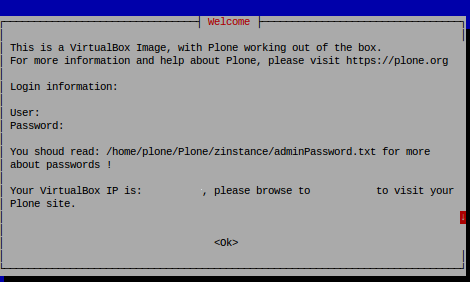 Welcome
This is a VirtualBox Image, with Plone working out of the box.
For more information and help about Plone, please visit https://plone.org
Login information:
User:
Password:
You shoud read: /home/plone/Plone/zinstance/adminPassword.txt for more
about passwords !
Your VirtualBox IP is: , please browse to to visit your
Plone site.
<Ok>